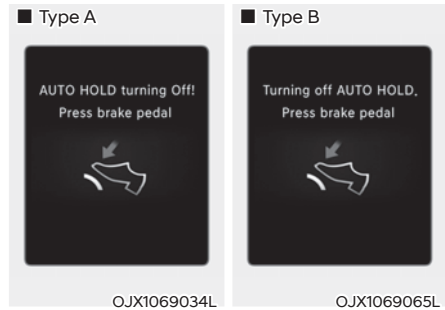 ■ Type A
AUTO HOLD turning Off!
Press brake pedal
OJX1069034L
■ Type B
Turning off AUTO HOLD.
Press brake pedal
OJX1069065L